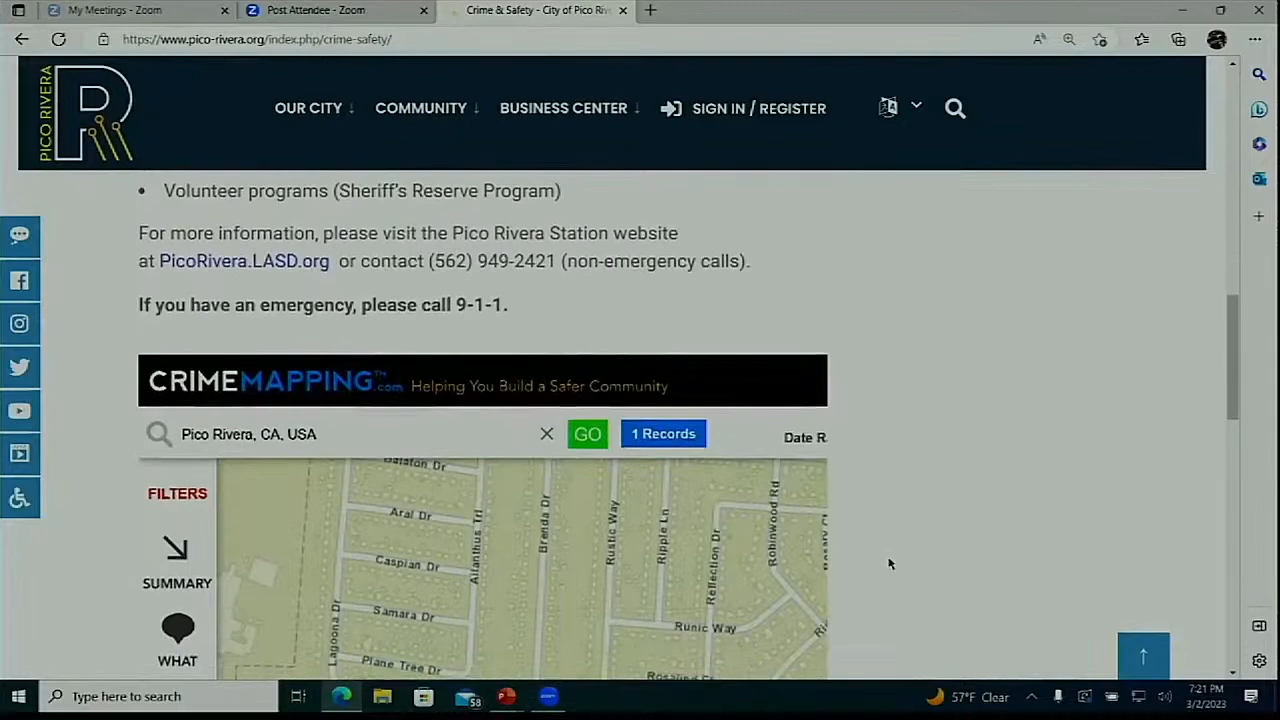 My Meetings - Zoom
Post Attendee - Zoom
Crime & Safety - City of Pico Riv
https://www.pico-rivera.org/index.php/crime-safety/
PICO RIVERA
R
OUR CITY ↓
COMMUNITY ↓
BUSINESS CENTER ↓
SIGN IN / REGISTER
• Volunteer programs (Sheriff's Reserve Program)
For more information, please visit the Pico Rivera Station website
at PicoRivera.LASD.org or contact (562) 949-2421 (non-emergency calls).
If you have an emergency, please call 9-1-1.
CRIMEMAPPING™.com Helping You Build a Safer Community
Pico Rivera, CA, USA
GO
1 Records
Date R
FILTERS
SUMMARY
WHAT
Aral Dr
Caspian Dr
Samara Dr
Plane Tree Dr
Lagoona Dr
Ailanthus Trl
Brenda Dr
Rustic Way
Ripple Ln
Reflection Dr
Robinwood Rd
Runic Way
Type here to search
58
57°F Clear
7:21 PM
3/2/2023